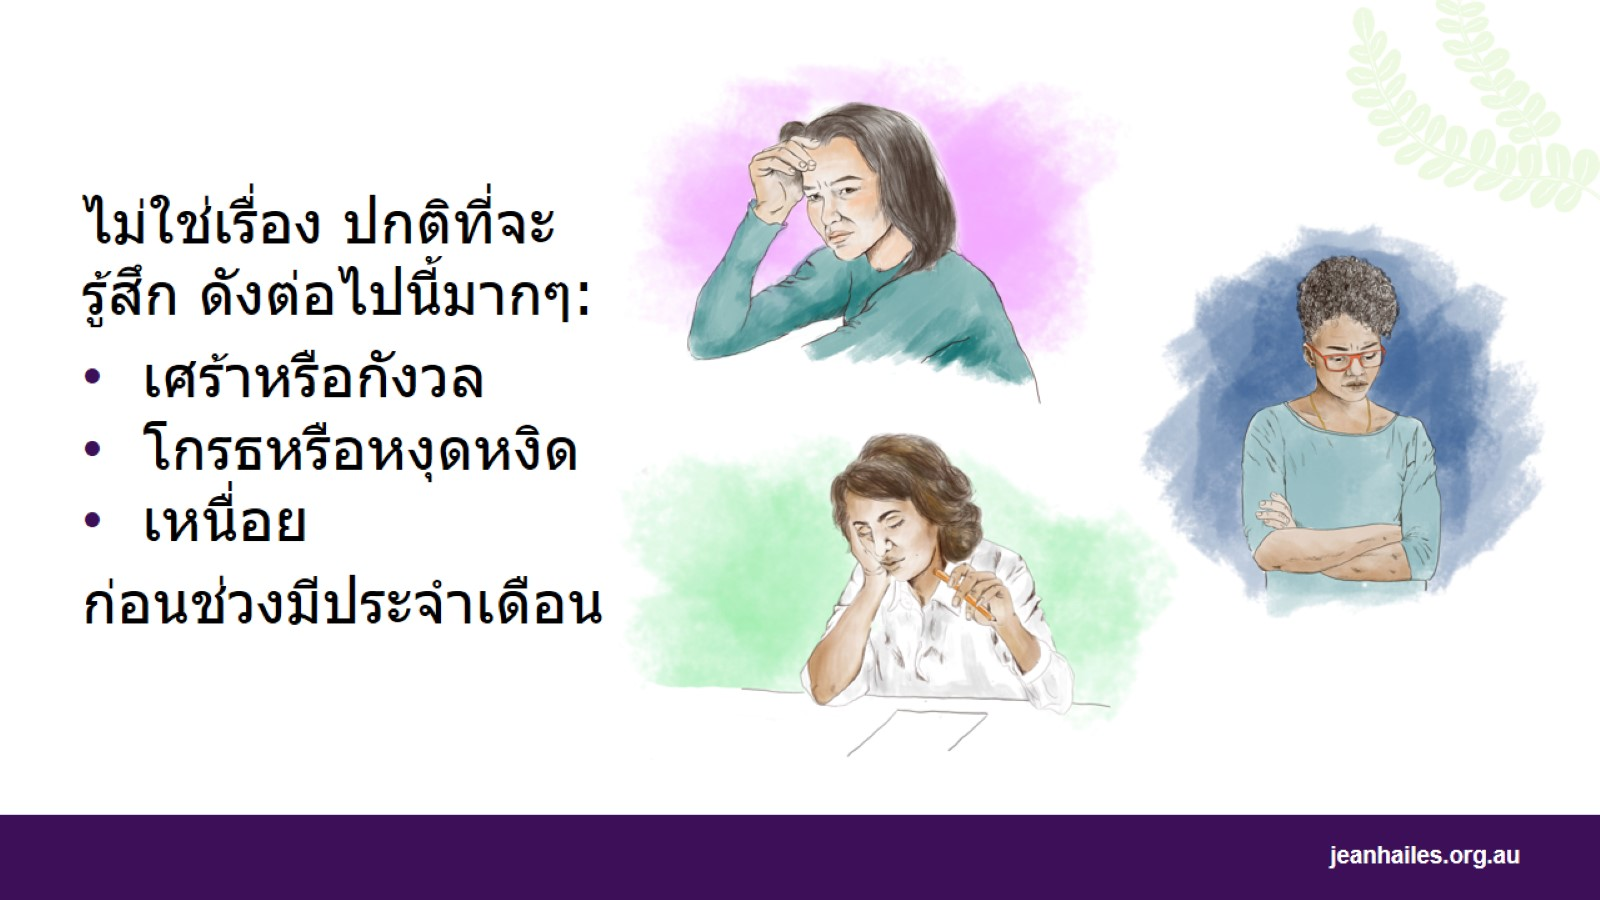 ไม่ใช่เรื่อง ปกติที่จะ
รู้สึก ดังต่อไปนี้มากๆ:
• เศร้าหรือกังวล
• โกรธหรือหงุดหงิด
• เหนื่อย
ก่อนช่วงมีประจำเดือน
jeanhailes.org.au